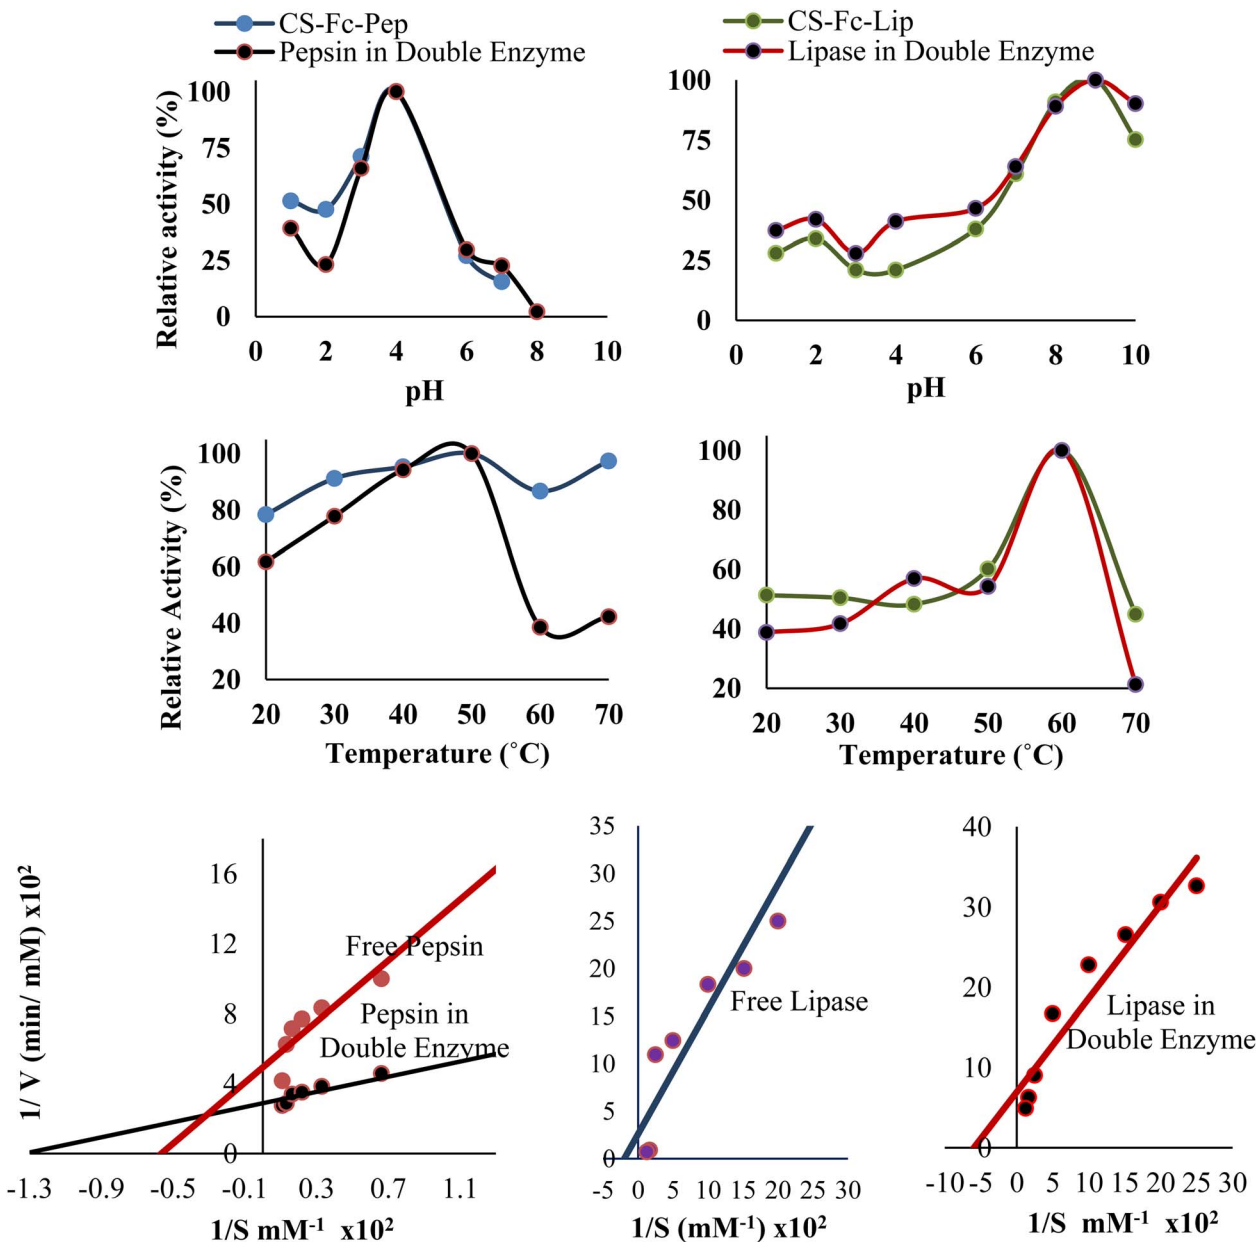 CS-Fc-Pep
Pepsin in Double Enzyme
CS-Fc-Lip
Lipase in Double Enzyme
Relative activity (%)
100
75
50
25
0
0 2 4 6 8 10
pH
100
75
50
25
0
0 2 4 6 8 10
pH
Relative Activity (%)
100
80
60
40
20
20 30 40 50 60 70
Temperature (˚C)
100
80
60
40
20
20 30 40 50 60 70
Temperature (˚C)
1/ V (min/ mM) x10²
16
12
8
4
0
Free Pepsin
Pepsin in
Double Enzyme
-1.3 -0.9 -0.5 -0.1 0.3 0.7 1.1
1/S mM⁻¹ x10²
35
30
25
20
15
10
5
0
Free Lipase
-5 0 5 10 20 30
1/S (mM⁻¹) x10²
40
30
20
10
0
Lipase in
Double Enzyme
-10 -5 0 5 10 15 20 25 30
1/S mM⁻¹ x10²